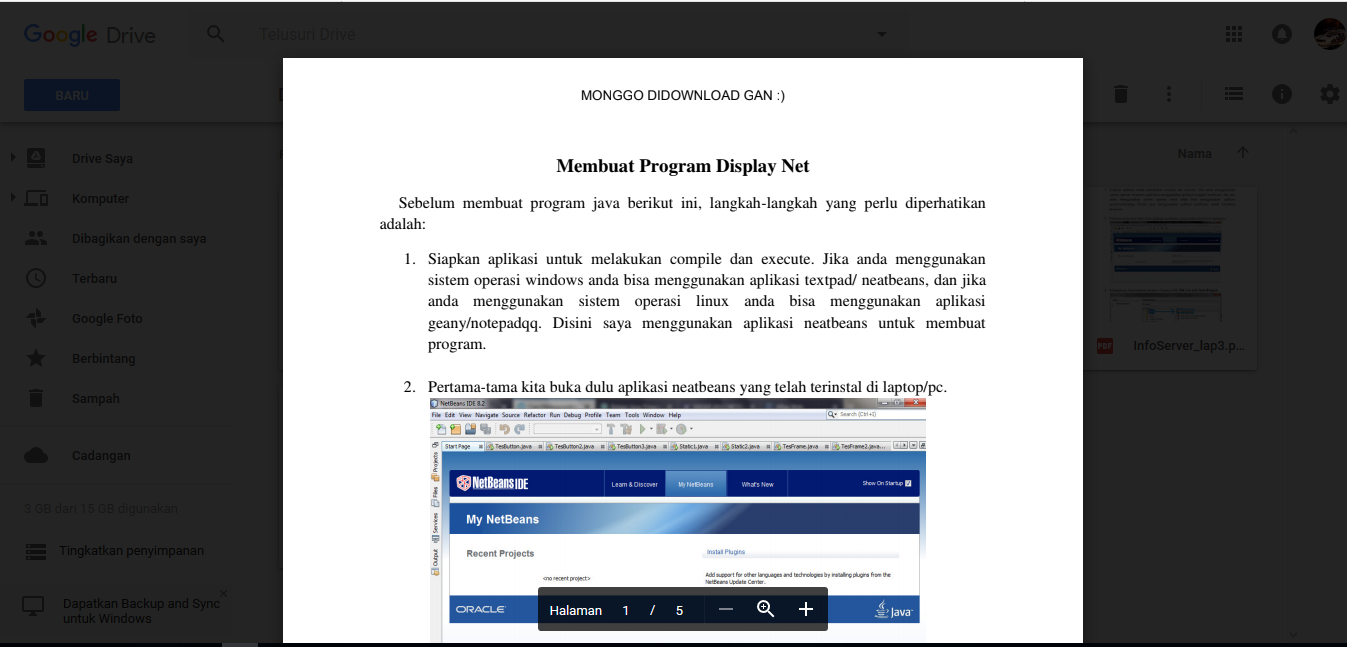 Google Drive
Telusuri Drive
BARU
Drive Saya
Komputer
Dibagikan dengan saya
Terbaru
Google Foto
Berbintang
Sampah
Cadangan
3 GB dari 15 GB digunakan
Tingkatkan penyimpanan
Dapatkan Backup and Sync
untuk Windows
MONGGO DIDOWNLOAD GAN :)
Membuat Program Display Net
Sebelum membuat program java berikut ini, langkah-langkah yang perlu diperhatikan
adalah:
1. Siapkan aplikasi untuk melakukan compile dan execute. Jika anda menggunakan
sistem operasi windows anda bisa menggunakan aplikasi textpad/ neatbeans, dan jika
anda menggunakan sistem operasi linux anda bisa menggunakan aplikasi
geany/notepadqq. Disini saya menggunakan aplikasi neatbeans untuk membuat
program.
2. Pertama-tama kita buka dulu aplikasi neatbeans yang telah terinstal di laptop/pc.
NetBeans IDE 8.2
File Edit View Navigate Source Refactor Run Debug Profile Team Tools Window Help
Search (Ctrl+I)
Start Page TesButton.java TesButton2.java TesButton3.java Static1.java Static2.java TesFrame.java TesFrame2.java...
Projects
Files
Services
Output
NetBeans IDE
Learn & Discover
My NetBeans
What's New
Show On Startup
My NetBeans
Recent Projects
Install Plugins
<no recent project>
Add support for other languages and technologies by installing plugins from the
NetBeans Update Center.
ORACLE
Java
Halaman 1 / 5
Nama
PDF
InfoServer_lap3.p...